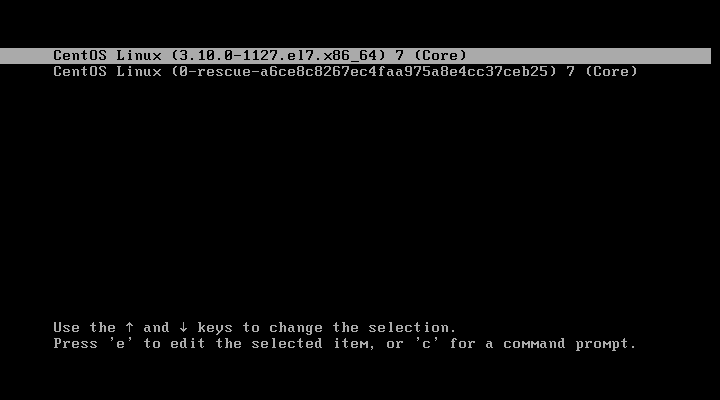 CentOS Linux (3.10.0-1127.el7.x86_64) 7 (Core)
CentOS Linux (0-rescue-a6ce8c8267ec4faa975a8e4cc37ceb25) 7 (Core)
Use the ↑ and ↓ keys to change the selection.
Press 'e' to edit the selected item, or 'c' for a command prompt.